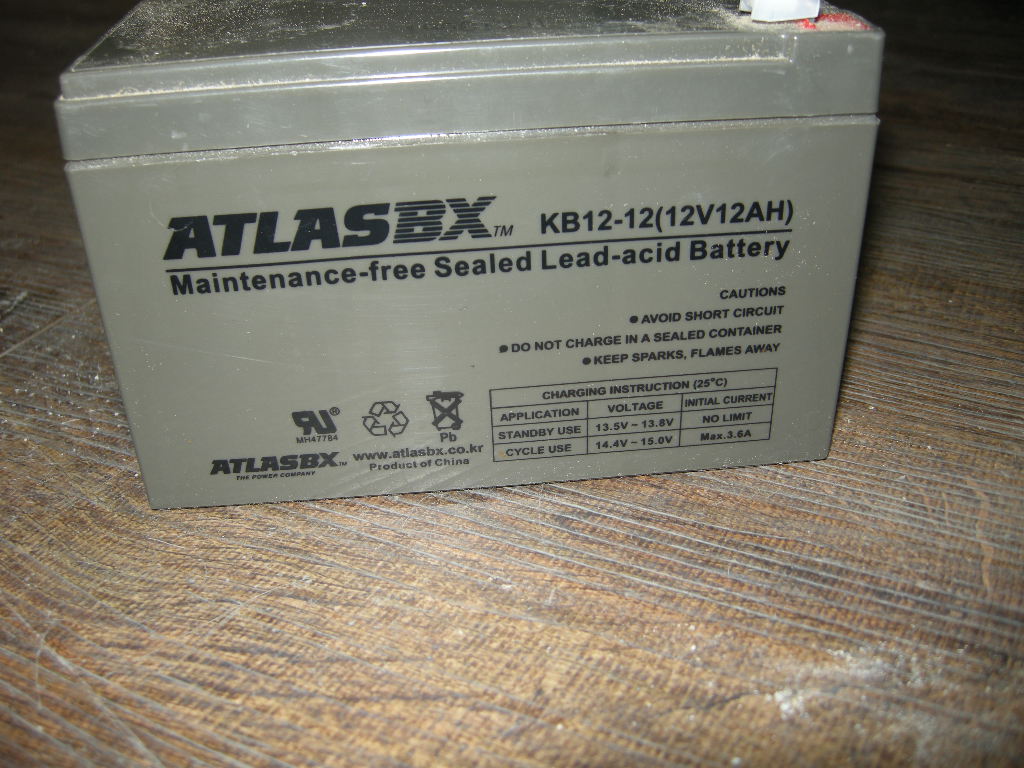 ATLASBX™ KB12-12(12V12AH)
Maintenance-free Sealed Lead-acid Battery
CAUTIONS
● AVOID SHORT CIRCUIT
● DO NOT CHARGE IN A SEALED CONTAINER
● KEEP SPARKS, FLAMES AWAY
CHARGING INSTRUCTION (25°C)
APPLICATION VOLTAGE INITIAL CURRENT
STANDBY USE 13.5V ~ 13.8V NO LIMIT
CYCLE USE 14.4V ~ 15.0V Max.3.6A
RU®
MH47784
Pb
ATLASBX™
THE POWER COMPANY
www.atlasbx.co.kr
Product of China